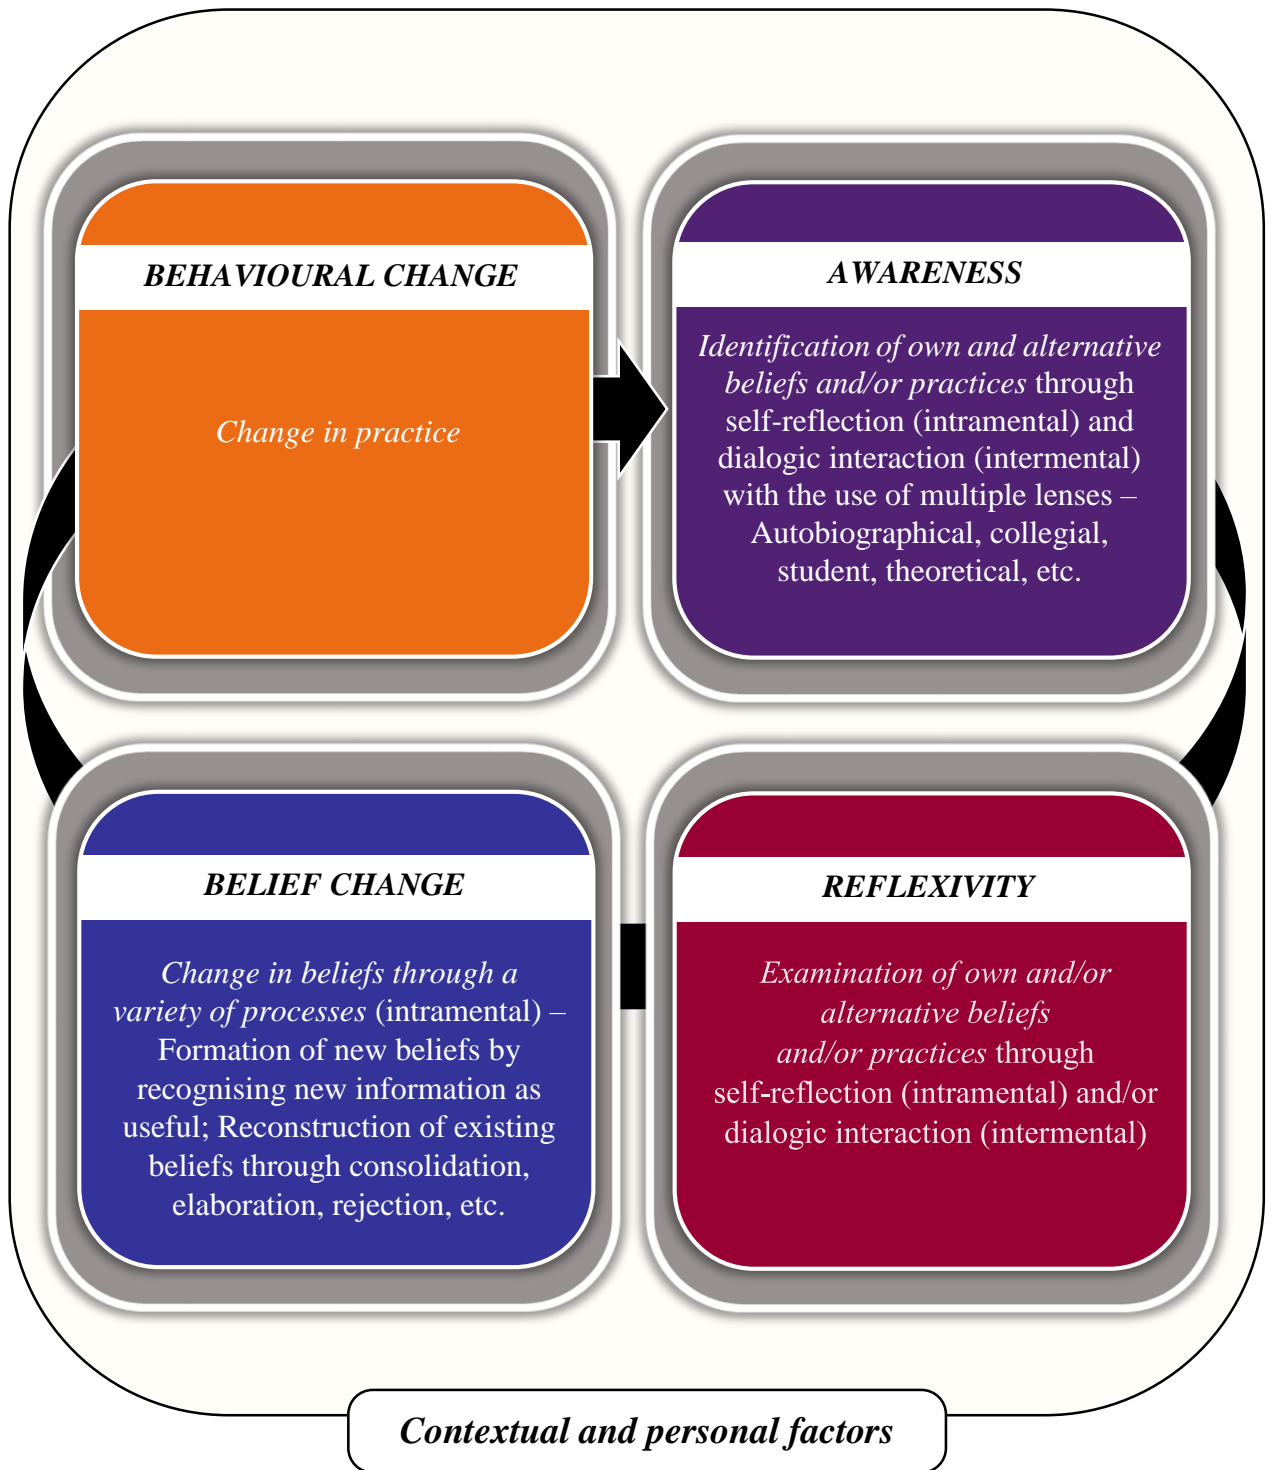 BEHAVIOURAL CHANGE
Change in practice
AWARENESS
Identification of own and alternative
beliefs and/or practices through
self-reflection (intramental) and
dialogic interaction (intermental)
with the use of multiple lenses –
Autobiographical, collegial,
student, theoretical, etc.
BELIEF CHANGE
Change in beliefs through a
variety of processes (intramental) –
Formation of new beliefs by
recognising new information as
useful; Reconstruction of existing
beliefs through consolidation,
elaboration, rejection, etc.
REFLEXIVITY
Examination of own and/or
alternative beliefs
and/or practices through
self-reflection (intramental) and/or
dialogic interaction (intermental)
Contextual and personal factors